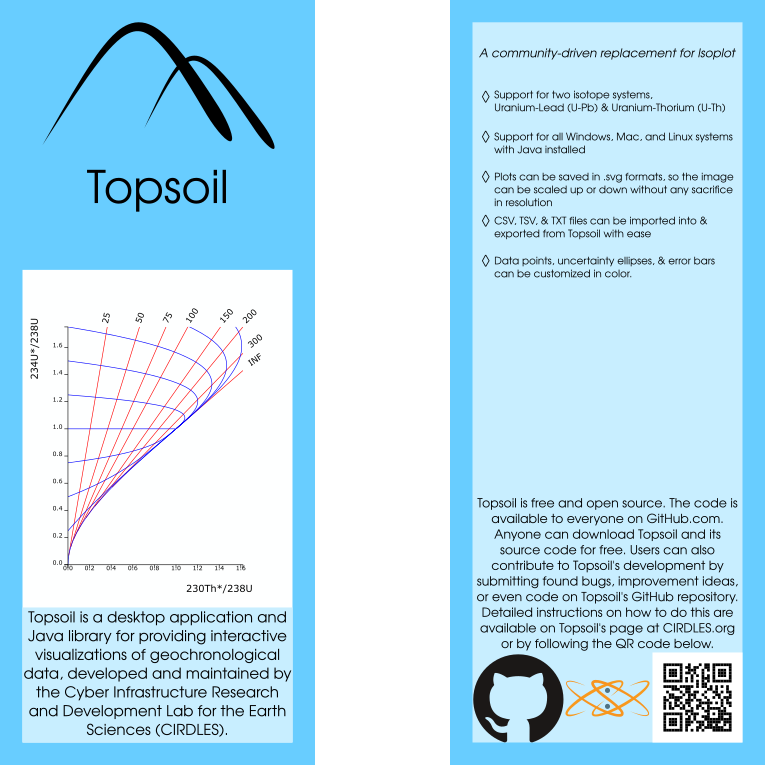 Topsoil
25
50
75
100
150
200
300
INF
234U*/238U
1.6
1.4
1.2
1.0
0.8
0.6
0.4
0.2
0.0
0.0
0.2
0.4
0.6
0.8
1.0
1.2
1.4
1.6
230Th*/238U
Topsoil is a desktop application and
Java library for providing interactive
visualizations of geochronological
data, developed and maintained by
the Cyber Infrastructure Research
and Development Lab for the Earth
Sciences (CIRDLES).
A community-driven replacement for Isoplot
◊ Support for two isotope systems,
Uranium-Lead (U-Pb) & Uranium-Thorium (U-Th)
◊ Support for all Windows, Mac, and Linux systems
with Java installed
◊ Plots can be saved in .svg formats, so the image
can be scaled up or down without any sacrifice
in resolution
◊ CSV, TSV, & TXT files can be imported into &
exported from Topsoil with ease
◊ Data points, uncertainty ellipses, & error bars
can be customized in color.
Topsoil is free and open source. The code is
available to everyone on GitHub.com.
Anyone can download Topsoil and its
source code for free. Users can also
contribute to Topsoil's development by
submitting found bugs, improvement ideas,
or even code on Topsoil's GitHub repository.
Detailed instructions on how to do this are
available on Topsoil's page at CIRDLES.org
or by following the QR code below.